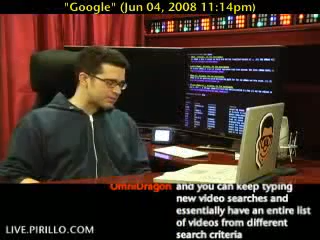 "Google" (Jun 04, 2008 11:14pm)
OmniDragon and you can keep typing
new video searches and
essentially have an entire list
of videos from different
search criteria
LIVE.PIRILLO.COM